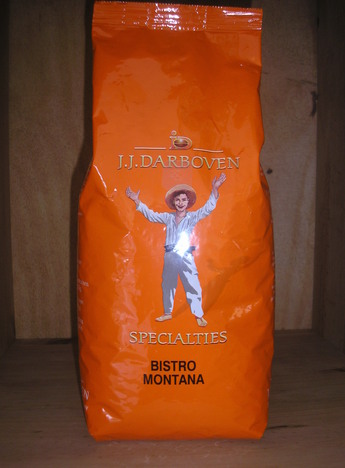 J.J.DARBOVEN
SPECIALTIES
BISTRO
MONTANA